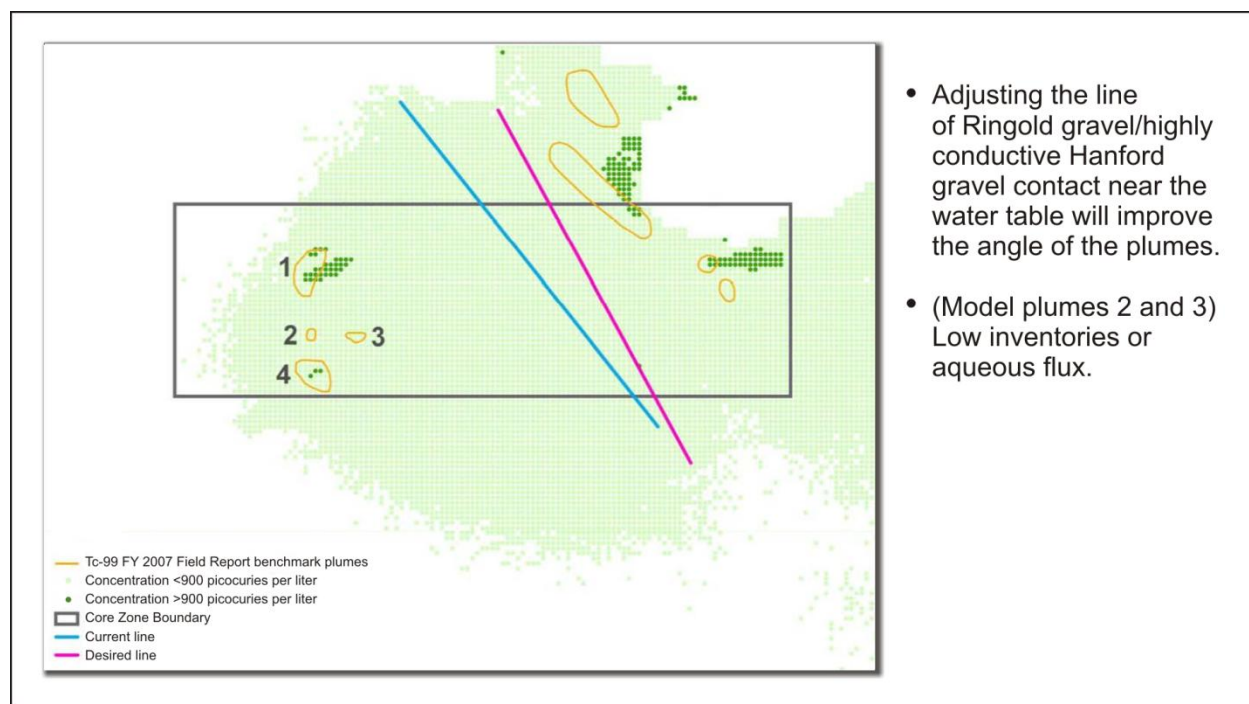 1
2
3
4
Tc-99 FY 2007 Field Report benchmark plumes
Concentration <900 picocuries per liter
Concentration >900 picocuries per liter
Core Zone Boundary
Current line
Desired line
• Adjusting the line
of Ringold gravel/highly
conductive Hanford
gravel contact near the
water table will improve
the angle of the plumes.
• (Model plumes 2 and 3)
Low inventories or
aqueous flux.